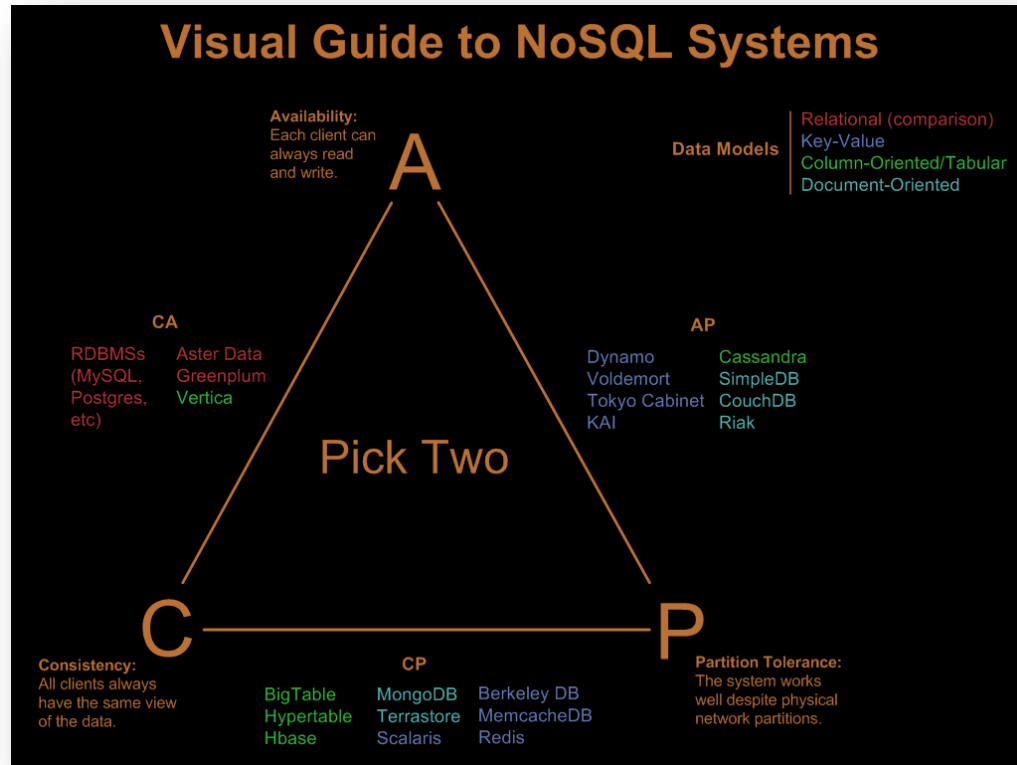 Visual Guide to NoSQL Systems
Availability:
Each client can
always read
and write.
A
Data Models
Relational (comparison)
Key-Value
Column-Oriented/Tabular
Document-Oriented
CA
RDBMSs
(MySQL,
Postgres,
etc)
Aster Data
Greenplum
Vertica
AP
Dynamo
Voldemort
Tokyo Cabinet
KAI
Cassandra
SimpleDB
CouchDB
Riak
Pick Two
C
Consistency:
All clients always
have the same view
of the data.
CP
BigTable
Hypertable
Hbase
MongoDB
Terrastore
Scalaris
Berkeley DB
MemcacheDB
Redis
P
Partition Tolerance:
The system works
well despite physical
network partitions.